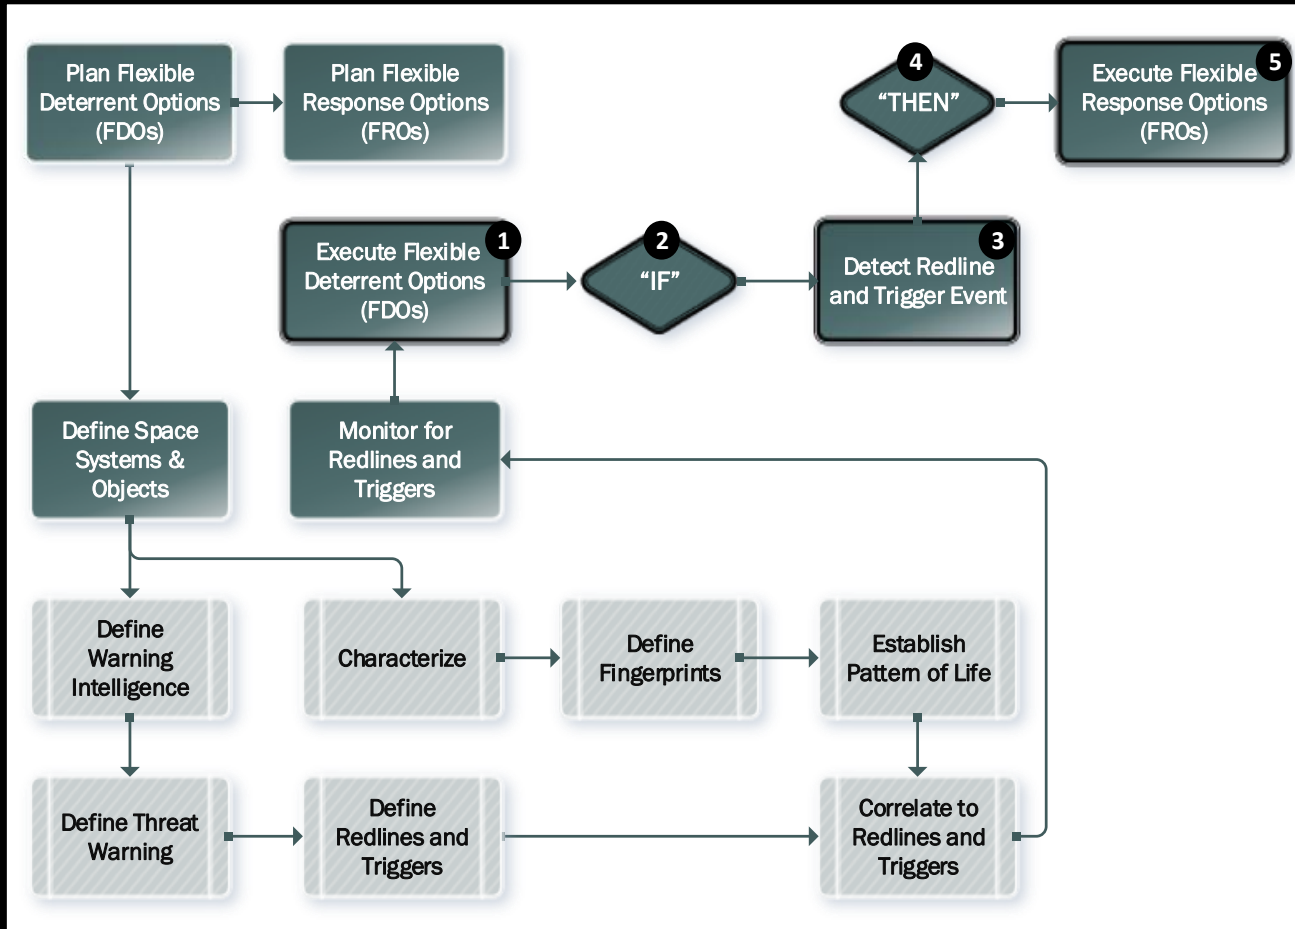 Plan Flexible
Deterrent Options
(FDOs)
Plan Flexible
Response Options
(FROs)
4
“THEN”
5
Execute Flexible
Response Options
(FROs)
1
Execute Flexible
Deterrent Options
(FDOs)
2
“IF”
3
Detect Redline
and Trigger Event
Define Space
Systems &
Objects
Monitor for
Redlines and
Triggers
Define
Warning
Intelligence
Characterize
Define
Fingerprints
Establish
Pattern of Life
Define Threat
Warning
Define
Redlines and
Triggers
Correlate to
Redlines and
Triggers